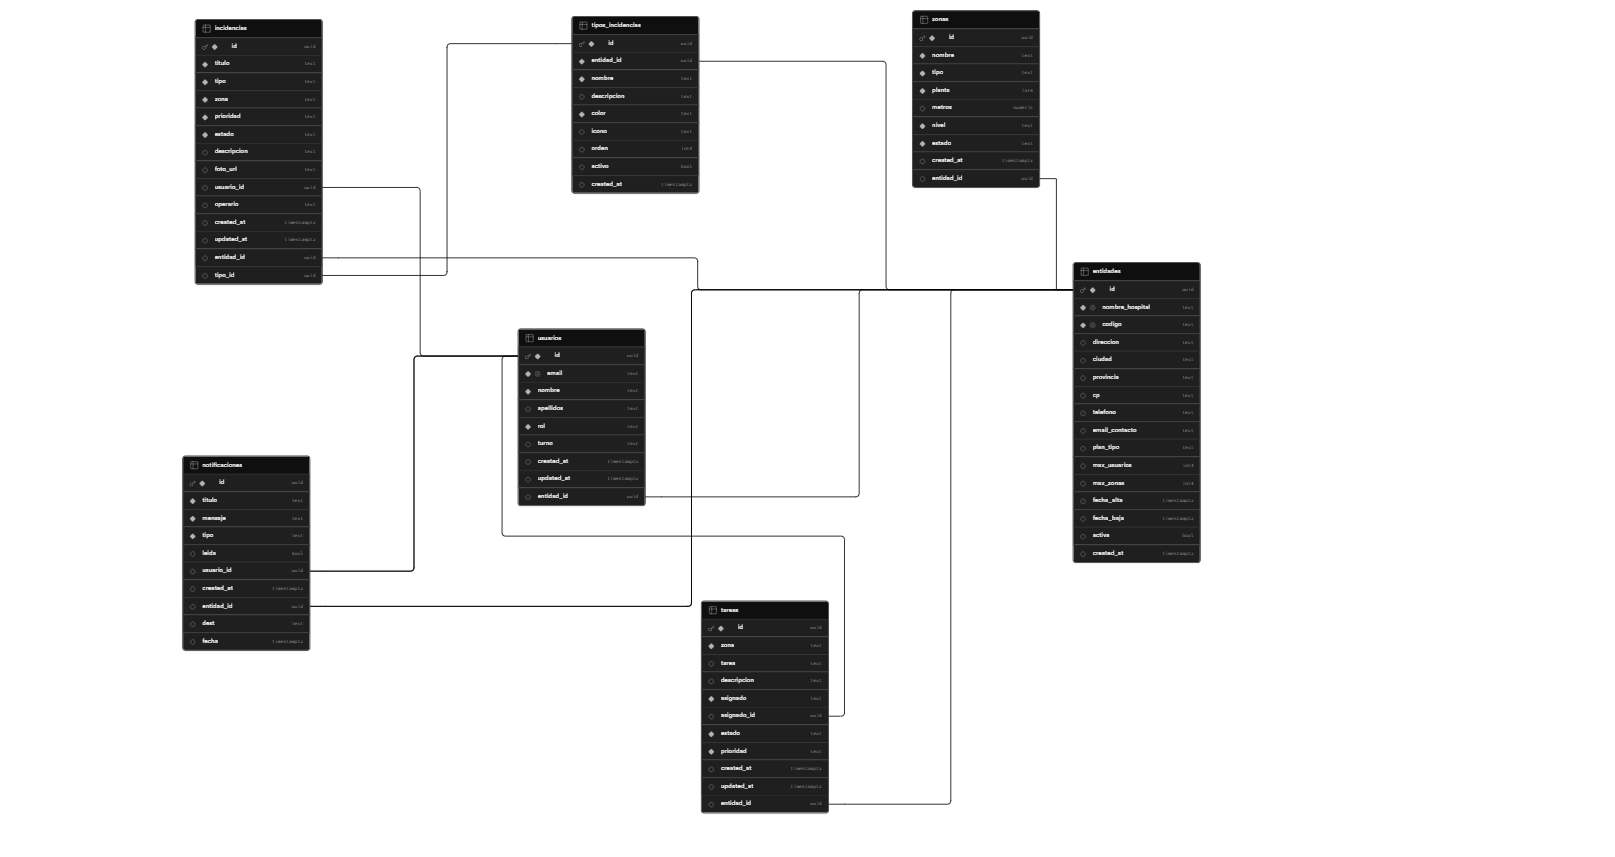 incidencias
id uuid
titulo text
tipo text
zona text
prioridad text
estado text
descripcion text
foto_url text
usuario_id uuid
operario text
created_at timestamptz
updated_at timestamptz
entidad_id uuid
tipo_id uuid
tipos_incidencias
id uuid
entidad_id uuid
nombre text
descripcion text
color text
icono text
orden int4
activo bool
created_at timestamptz
zonas
id uuid
nombre text
tipo text
planta int4
metros numeric
nivel text
estado text
created_at timestamptz
entidad_id uuid
entidades
id uuid
nombre_hospital text
codigo text
direccion text
ciudad text
provincia text
cp text
telefono text
email_contacto text
plan_tipo text
max_usuarios int4
max_zonas int4
fecha_alta timestamptz
fecha_baja timestamptz
activa bool
created_at timestamptz
usuarios
id uuid
email text
nombre text
apellidos text
rol text
turno text
created_at timestamptz
updated_at timestamptz
entidad_id uuid
notificaciones
id uuid
titulo text
mensaje text
tipo text
leida bool
usuario_id uuid
created_at timestamptz
entidad_id uuid
dest text
fecha timestamptz
tareas
id uuid
zona text
tarea text
descripcion text
asignado text
asignado_id uuid
estado text
prioridad text
created_at timestamptz
updated_at timestamptz
entidad_id uuid